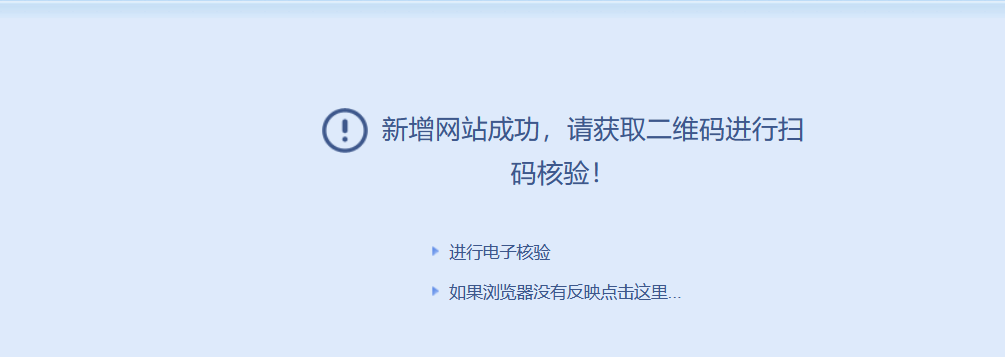 新增网站成功，请获取二维码进行扫
码核验！
进行电子核验
如果浏览器没有反映点击这里...